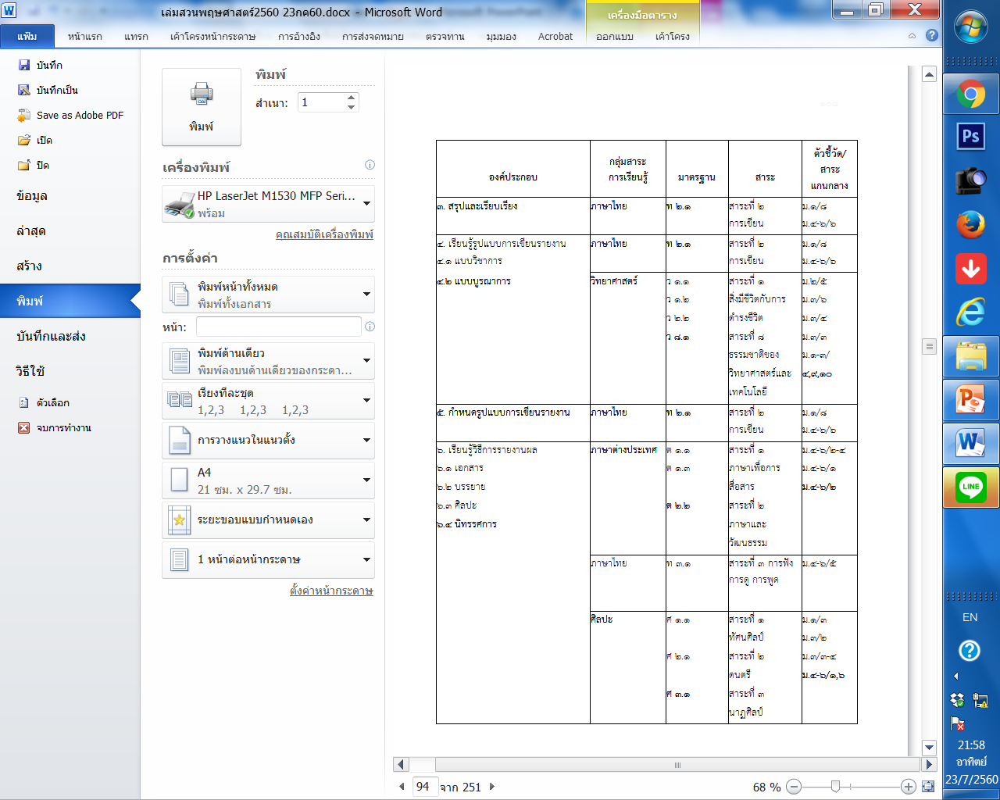 เล่มสวนพฤษศาสตร์2560 23กค60.docx - Microsoft Word
เครื่องมือตาราง
แฟ้ม หน้าแรก แทรก เค้าโครงหน้ากระดาษ การอ้างอิง การส่งจดหมาย ตรวจทาน มุมมอง Acrobat ออกแบบ เค้าโครง
บันทึก
บันทึกเป็น
Save as Adobe PDF
เปิด
ปิด
ข้อมูล
ล่าสุด
สร้าง
พิมพ์
บันทึกและส่ง
วิธีใช้
ตัวเลือก
จบการทำงาน
พิมพ์
พิมพ์
สำเนา: 1
เครื่องพิมพ์
HP LaserJet M1530 MFP Seri...
พร้อม
คุณสมบัติเครื่องพิมพ์
การตั้งค่า
พิมพ์หน้าทั้งหมด
พิมพ์ทั้งเอกสาร
หน้า:
พิมพ์ด้านเดียว
พิมพ์ลงบนด้านเดียวของกระดา...
เรียงทีละชุด
1,2,3 1,2,3 1,2,3
การวางแนวในแนวตั้ง
A4
21 ซม. x 29.7 ซม.
ระยะขอบแบบกำหนดเอง
1 หน้าต่อหน้ากระดาษ
ตั้งค่าหน้ากระดาษ
องค์ประกอบ
กลุ่มสาระ
การเรียนรู้
มาตรฐาน
สาระ
ตัวชี้วัด/
สาระ
แกนกลาง
๓. สรุปและเรียบเรียง ภาษาไทย ท ๒.๑ สาระที่ ๒ ม.๑/๘
การเขียน ม.๔-๖/๖
๔. เรียนรู้รูปแบบการเขียนรายงาน ภาษาไทย ท ๒.๑ สาระที่ ๒ ม.๑/๘
๔.๑ แบบวิชาการ การเขียน ม.๔-๖/๖
๔.๒ แบบบูรณาการ วิทยาศาสตร์ ว ๑.๑ สาระที่ ๑ ม.๒/๕
ว ๑.๒ สิ่งมีชีวิตกับการ ม.๓/๖
ว ๒.๒ ดำรงชีวิต ม.๓/๔
ว ๘.๑ สาระที่ ๘ ม.๓/๓
ธรรมชาติของ ม.๑-๓/
วิทยาศาสตร์และ ๔,๙,๑๐
เทคโนโลยี
๕. กำหนดรูปแบบการเขียนรายงาน ภาษาไทย ท ๒.๑ สาระที่ ๒ ม.๑/๘
การเขียน ม.๔-๖/๖
๖. เรียนรู้วิธีการรายงานผล ภาษาต่างประเทศ ต ๑.๑ สาระที่ ๑ ม.๔-๖/๒-๔
๖.๑ เอกสาร ต ๑.๓ ภาษาเพื่อการ ม.๔-๖/๑
๖.๒ บรรยาย สื่อสาร ม.๔-๖/๒
๖.๓ ศิลปะ ต ๒.๒ สาระที่ ๒
๖.๔ นิทรรศการ ภาษาและ
วัฒนธรรม
ภาษาไทย ท ๓.๑ สาระที่ ๓ การฟัง ม.๔-๖/๕
การดู การพูด
ศิลปะ ศ ๑.๑ สาระที่ ๑ ม.๑/๓
ทัศนศิลป์ ม.๓/๒
ศ ๒.๑ สาระที่ ๒ ม.๓/๓-๔
ดนตรี ม.๔-๖/๑,๖
ศ ๓.๑ สาระที่ ๓
นาฏศิลป์
94 จาก 251
68 %
Ps
LINE
EN
21:58
อาทิตย์
23/7/2560